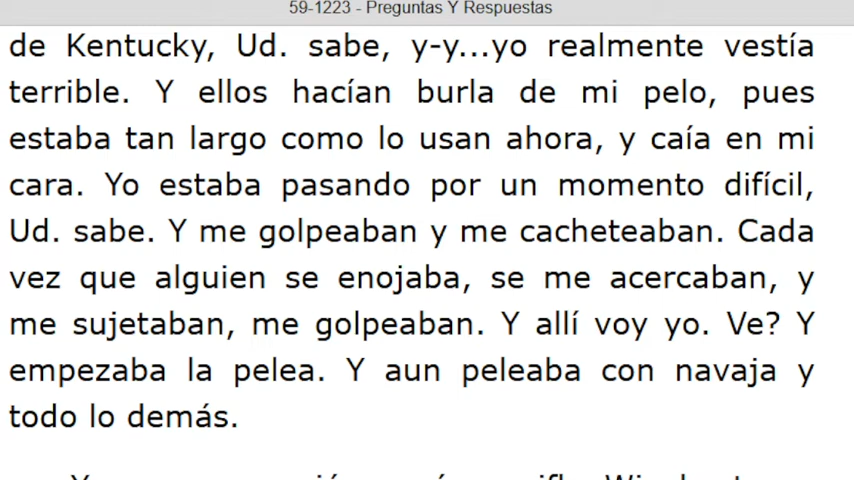 59-1223 - Preguntas Y Respuestas
de Kentucky, Ud. sabe, y-y...yo realmente vestía
terrible. Y ellos hacían burla de mi pelo, pues
estaba tan largo como lo usan ahora, y caía en mi
cara. Yo estaba pasando por un momento difícil,
Ud. sabe. Y me golpeaban y me cacheteaban. Cada
vez que alguien se enojaba, se me acercaban, y
me sujetaban, me golpeaban. Y allí voy yo. Ve? Y
empezaba la pelea. Y aun peleaba con navaja y
todo lo demás.